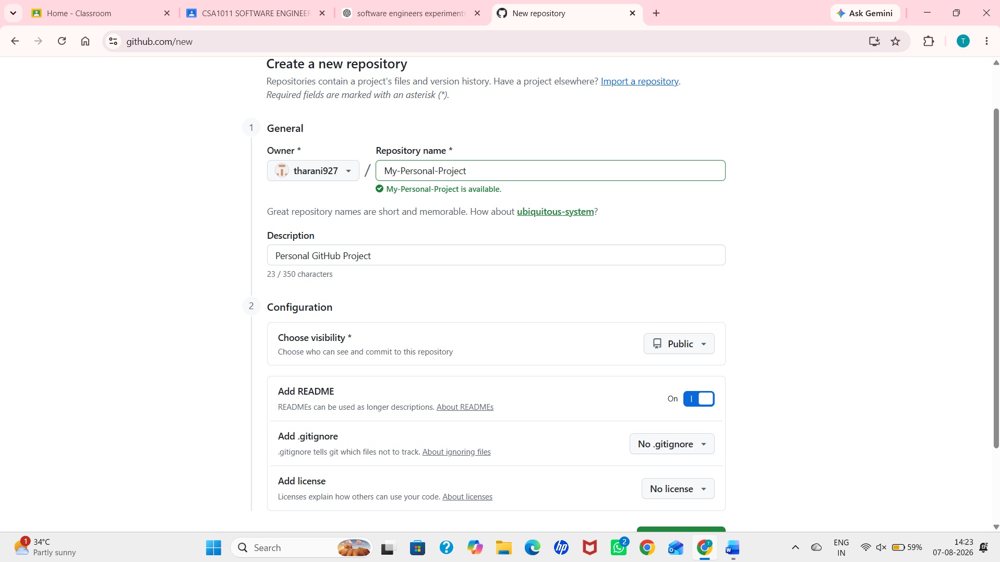 Home - Classroom
CSA1011 SOFTWARE ENGINEER
software engineers experiments
New repository
Ask Gemini
github.com/new
T
Create a new repository
Repositories contain a project's files and version history. Have a project elsewhere? Import a repository.
Required fields are marked with an asterisk (*).
1
General
Owner *
Repository name *
tharani927
/
My-Personal-Project
My-Personal-Project is available.
Great repository names are short and memorable. How about ubiquitous-system?
Description
Personal GitHub Project
23 / 350 characters
2
Configuration
Choose visibility *
Choose who can see and commit to this repository
Public
Add README
READMEs can be used as longer descriptions. About READMEs
On
Add .gitignore
.gitignore tells git which files not to track. About ignoring files
No .gitignore
Add license
Licenses explain how others can use your code. About licenses
No license
1
34°C
Partly sunny
Search
hp
2
T
W
ENG
IN
59%
14:23
07-08-2026